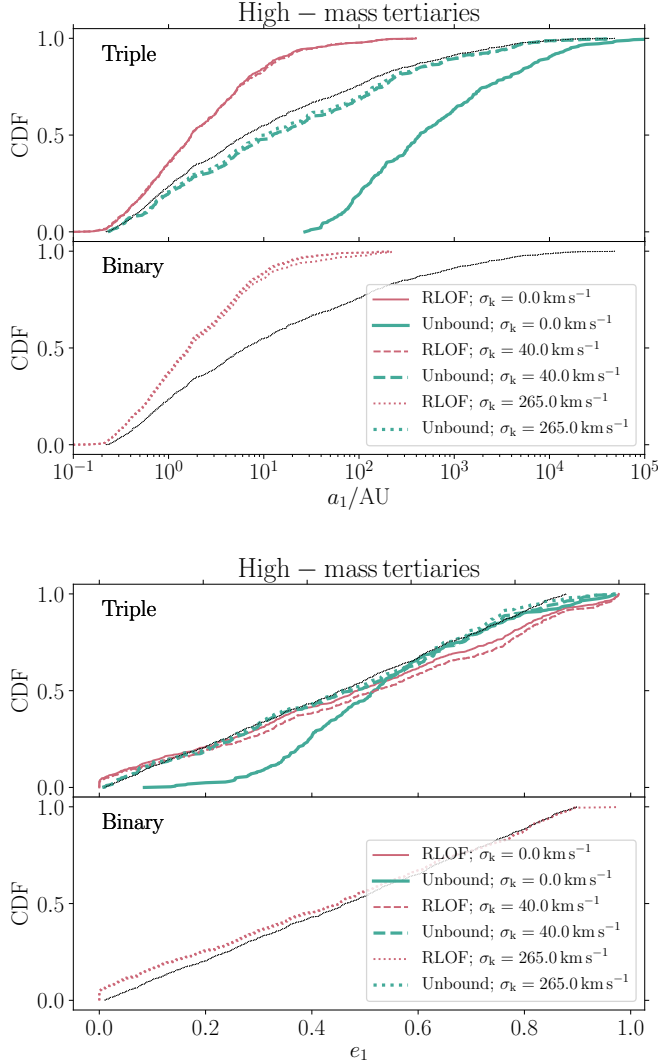 High − mass tertiaries
Triple
CDF
1.0
0.5
0.0
Binary
CDF
1.0
0.5
0.0
RLOF; σk = 0.0 km s−1
Unbound; σk = 0.0 km s−1
RLOF; σk = 40.0 km s−1
Unbound; σk = 40.0 km s−1
RLOF; σk = 265.0 km s−1
Unbound; σk = 265.0 km s−1
10−1 100 101 102 103 104 105
a1/AU
High − mass tertiaries
Triple
CDF
1.0
0.5
0.0
Binary
CDF
1.0
0.5
0.0
RLOF; σk = 0.0 km s−1
Unbound; σk = 0.0 km s−1
RLOF; σk = 40.0 km s−1
Unbound; σk = 40.0 km s−1
RLOF; σk = 265.0 km s−1
Unbound; σk = 265.0 km s−1
0.0 0.2 0.4 0.6 0.8 1.0
e1